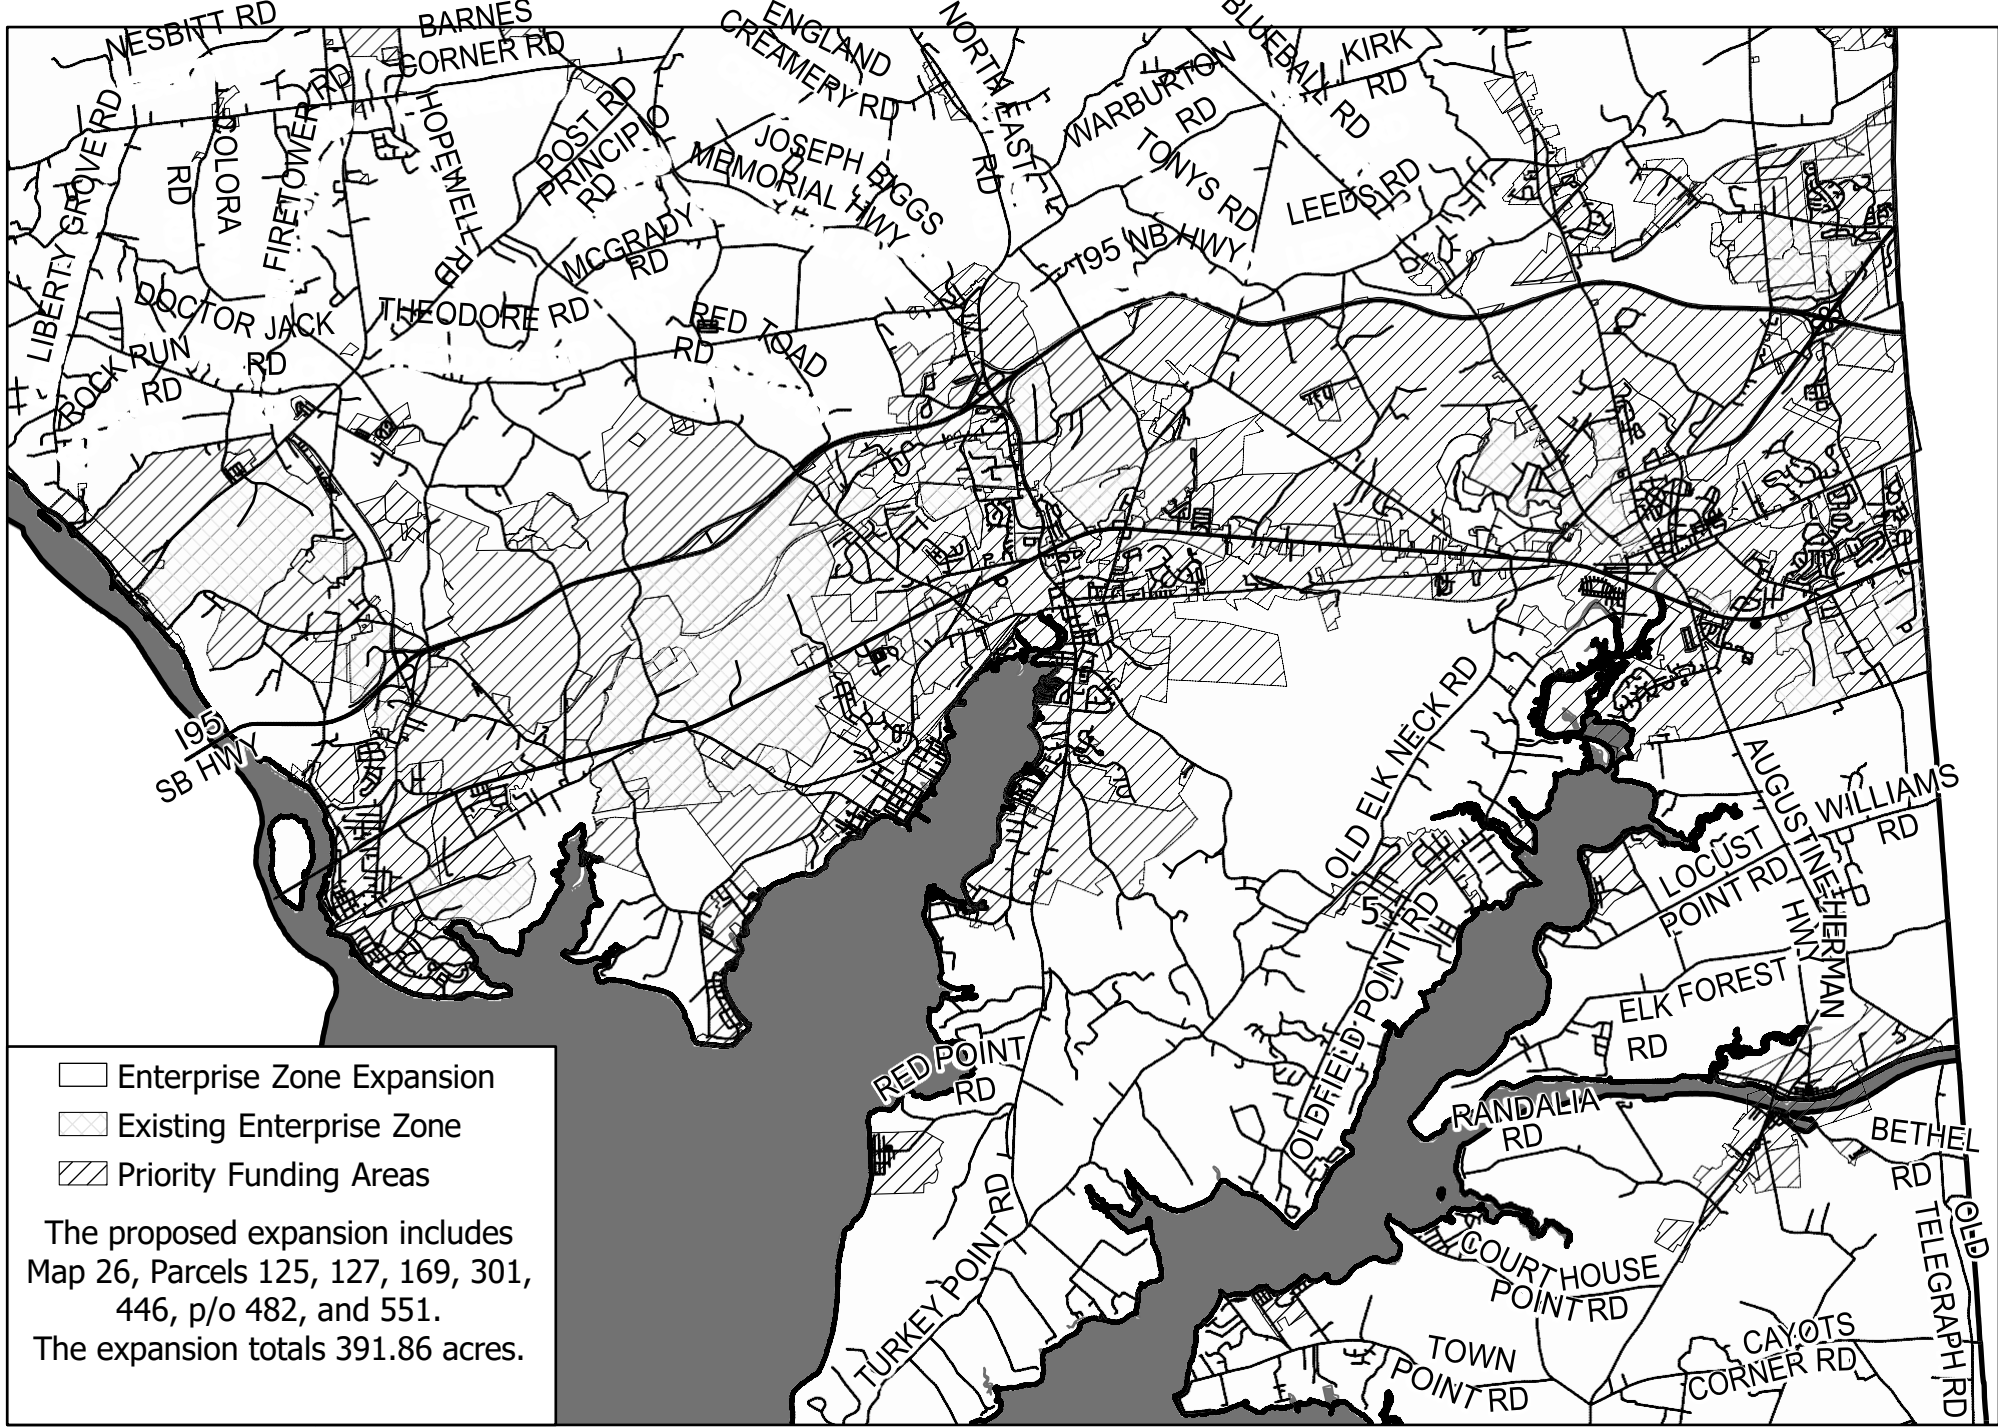 NESBITT RD
BARNES
CORNER RD
ENGLAND
CREAMERY RD
NORTH EAST
RD
BLUEBALL RD
KIRK
RD
WARBURTON
RD
LIBERTY GROVE RD
COLORA
RD
FIRETOWER RD
HOPEWELL RD
POST RD
PRINCIPIO
RD
JOSEPH BIGGS
MEMORIAL HWY
TONYS RD
LEEDS RD
MCGRADY
RD
I95 NB HWY
DOCTOR JACK
RD
THEODORE RD
RED TOAD
RD
ROCK RUN
RD
I95
SB HWY
OLD ELK NECK RD
AUGUSTINE HERMAN
HWY
WILLIAMS
RD
LOCUST
POINT RD
5
OLDFIELD POINT RD
ELK FOREST
RD
RED POINT
RD
RANDALIA
RD
BETHEL
RD
OLD
TELEGRAPH RD
TURKEY POINT RD
COURT HOUSE
POINT RD
TOWN
POINT RD
CAYOTS
CORNER RD
Enterprise Zone Expansion
Existing Enterprise Zone
Priority Funding Areas
The proposed expansion includes
Map 26, Parcels 125, 127, 169, 301,
446, p/o 482, and 551.
The expansion totals 391.86 acres.